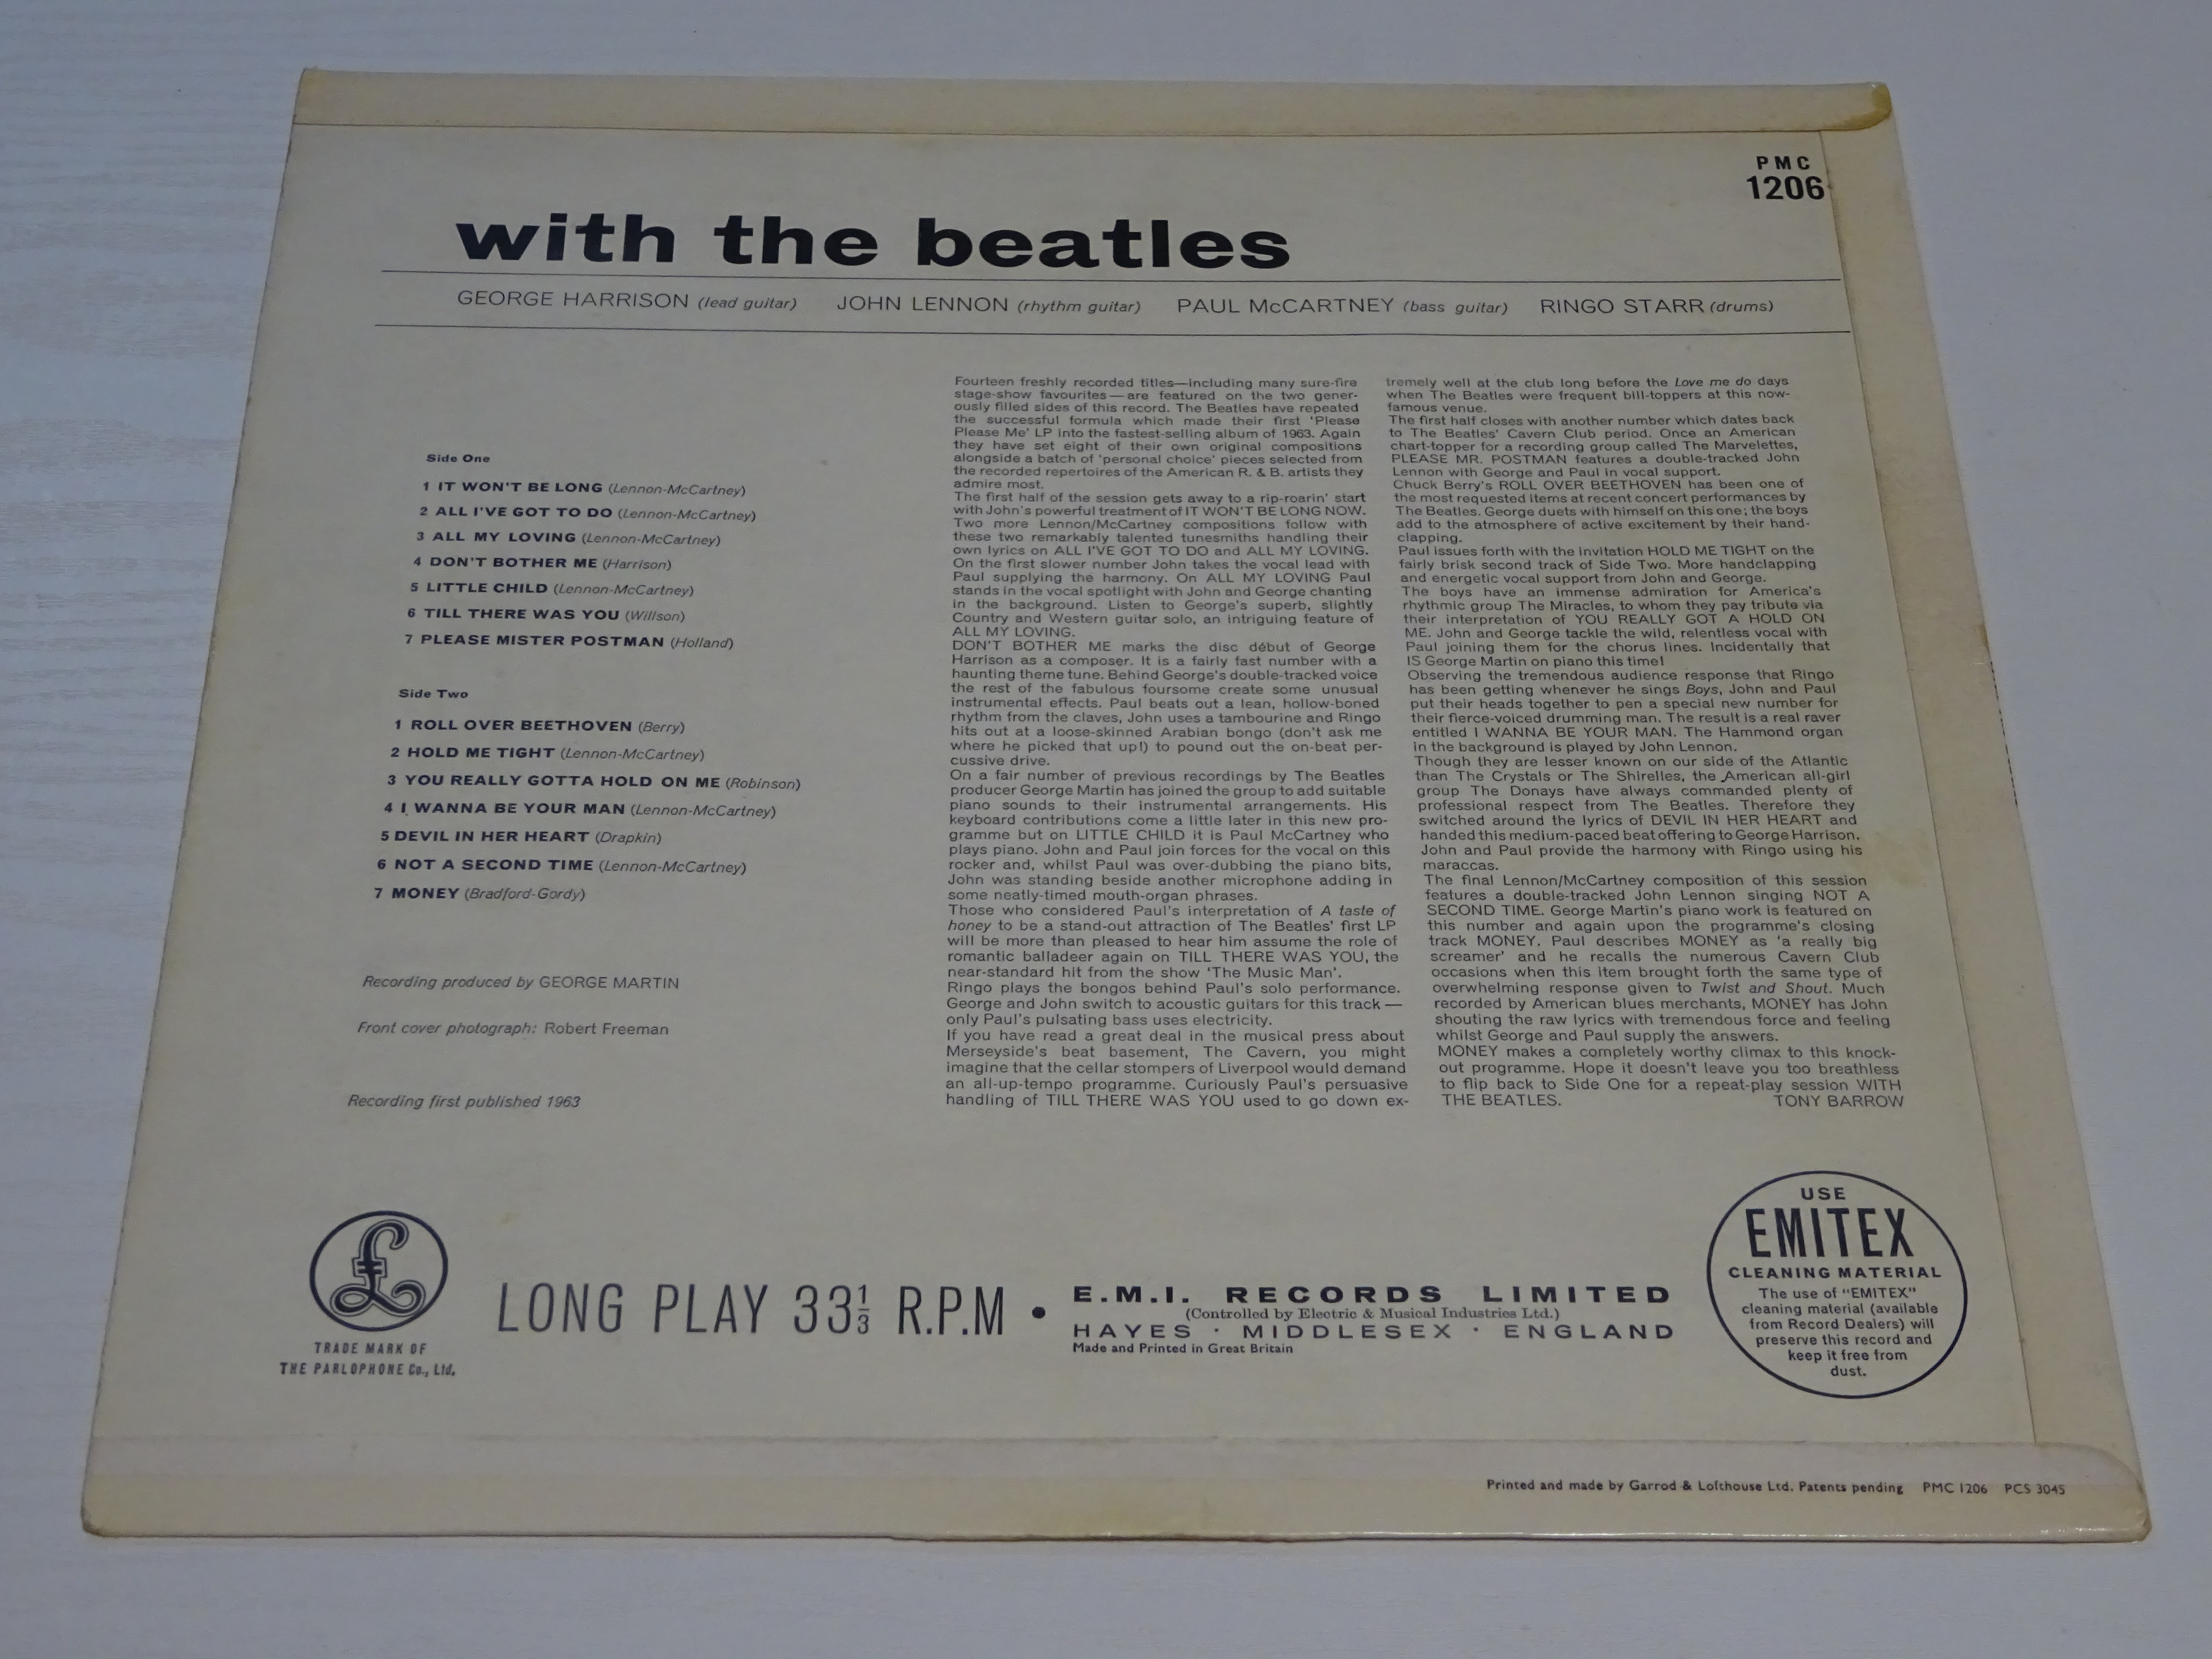 PMC
1206
with the beatles
GEORGE HARRISON (lead guitar) JOHN LENNON (rhythm guitar) PAUL McCARTNEY (bass guitar) RINGO STARR (drums)
Side One
1 IT WON'T BE LONG (Lennon-McCartney)
2 ALL I'VE GOT TO DO (Lennon-McCartney)
3 ALL MY LOVING (Lennon-McCartney)
4 DON'T BOTHER ME (Harrison)
5 LITTLE CHILD (Lennon-McCartney)
6 TILL THERE WAS YOU (Willson)
7 PLEASE MISTER POSTMAN (Holland)
Side Two
1 ROLL OVER BEETHOVEN (Berry)
2 HOLD ME TIGHT (Lennon-McCartney)
3 YOU REALLY GOTTA HOLD ON ME (Robinson)
4 I WANNA BE YOUR MAN (Lennon-McCartney)
5 DEVIL IN HER HEART (Drapkin)
6 NOT A SECOND TIME (Lennon-McCartney)
7 MONEY (Bradford-Gordy)
Recording produced by GEORGE MARTIN
Front cover photograph: Robert Freeman
Recording first published 1963
Fourteen freshly recorded titles—including many sure-fire
stage-show favourites—are featured on the two gener-
ously filled sides of this record. The Beatles have repeated
the successful formula which made their first 'Please
Please Me' LP into the fastest-selling album of 1963. Again
they have set eight of their own original compositions
alongside a batch of 'personal choice' pieces selected from
the recorded repertoires of the American R. & B. artists they
admire most.
The first half of the session gets away to a rip-roarin' start
with John's powerful treatment of IT WON'T BE LONG NOW.
Two more Lennon/McCartney compositions follow with
these two remarkably talented tunesmiths handling their
own lyrics on ALL I'VE GOT TO DO and ALL MY LOVING.
On the first slower number John takes the vocal lead with
Paul supplying the harmony. On ALL MY LOVING Paul
stands in the vocal spotlight with John and George chanting
in the background. Listen to George's superb, slightly
Country and Western guitar solo, an intriguing feature of
ALL MY LOVING.
DON'T BOTHER ME marks the disc début of George
Harrison as a composer. It is a fairly fast number with a
haunting theme tune. Behind George's double-tracked voice
the rest of the fabulous foursome create some unusual
instrumental effects. Paul beats out a lean, hollow-boned
rhythm from the claves, John uses a tambourine and Ringo
hits out at a loose-skinned Arabian bongo (don't ask me
where he picked that up!) to pound out the on-beat per-
cussive drive.
On a fair number of previous recordings by The Beatles
producer George Martin has joined the group to add suitable
piano sounds to their instrumental arrangements. His
keyboard contributions come a little later in this new pro-
gramme but on LITTLE CHILD it is Paul McCartney who
plays piano. John and Paul join forces for the vocal on this
rocker and, whilst Paul was over-dubbing the piano bits,
John was standing beside another microphone adding in
some neatly-timed mouth-organ phrases.
Those who considered Paul's interpretation of A taste of
honey to be a stand-out attraction of The Beatles' first LP
will be more than pleased to hear him assume the role of
romantic balladeer again on TILL THERE WAS YOU, the
near-standard hit from the show 'The Music Man'.
Ringo plays the bongos behind Paul's solo performance.
George and John switch to acoustic guitars for this track—
only Paul's pulsating bass uses electricity.
If you have read a great deal in the musical press about
Merseyside's beat basement, The Cavern, you might
imagine that the cellar stompers of Liverpool would demand
an all-up-tempo programme. Curiously Paul's persuasive
handling of TILL THERE WAS YOU used to go down ex-
tremely well at the club long before the Love me do days
when The Beatles were frequent bill-toppers at this now-
famous venue.
The first half closes with another number which dates back
to The Beatles' Cavern Club period. Once an American
chart-topper for a recording group called The Marvelettes,
PLEASE MR. POSTMAN features a double-tracked John
Lennon with George and Paul in vocal support.
Chuck Berry's ROLL OVER BEETHOVEN has been one of
the most requested items at recent concert performances by
The Beatles. George duets with himself on this one; the boys
add to the atmosphere of active excitement by their hand-
clapping.
Paul issues forth with the invitation HOLD ME TIGHT on the
fairly brisk second track of Side Two. More handclapping
and energetic vocal support from John and George.
The boys have an immense admiration for America's
rhythmic group The Miracles, to whom they pay tribute via
their interpretation of YOU REALLY GOT A HOLD ON
ME. John and George tackle the wild, relentless vocal with
Paul joining them for the chorus lines. Incidentally that
IS George Martin on piano this time!
Observing the tremendous audience response that Ringo
has been getting whenever he sings Boys, John and Paul
put their heads together to pen a special new number for
their fierce-voiced drumming man. The result is a real raver
entitled I WANNA BE YOUR MAN. The Hammond organ
in the background is played by John Lennon.
Though they are lesser known on our side of the Atlantic
than The Crystals or The Shirelles, the American all-girl
group The Donays have always commanded plenty of
professional respect from The Beatles. Therefore they
switched around the lyrics of DEVIL IN HER HEART and
handed this medium-paced beat offering to George Harrison.
John and Paul provide the harmony with Ringo using his
maraccas.
The final Lennon/McCartney composition of this session
features a double-tracked John Lennon singing NOT A
SECOND TIME. George Martin's piano work is featured on
this number and again upon the programme's closing
track MONEY. Paul describes MONEY as 'a really big
screamer' and he recalls the numerous Cavern Club
occasions when this item brought forth the same type of
overwhelming response given to Twist and Shout. Much
recorded by American blues merchants, MONEY has John
shouting the raw lyrics with tremendous force and feeling
whilst George and Paul supply the answers.
MONEY makes a completely worthy climax to this knock-
out programme. Hope it doesn't leave you too breathless
to flip back to Side One for a repeat-play session WITH
THE BEATLES. TONY BARROW
£
TRADE MARK OF
THE PARLOPHONE Co., Ltd.
LONG PLAY 33⅓ R.P.M •
E.M.I. RECORDS LIMITED
(Controlled by Electric & Musical Industries Ltd.)
HAYES · MIDDLESEX · ENGLAND
Made and Printed in Great Britain
USE
EMITEX
CLEANING MATERIAL
The use of "EMITEX"
cleaning material (available
from Record Dealers) will
preserve this record and
keep it free from
dust.
Printed and made by Garrod & Lofthouse Ltd. Patents pending PMC 1206 PCS 3045